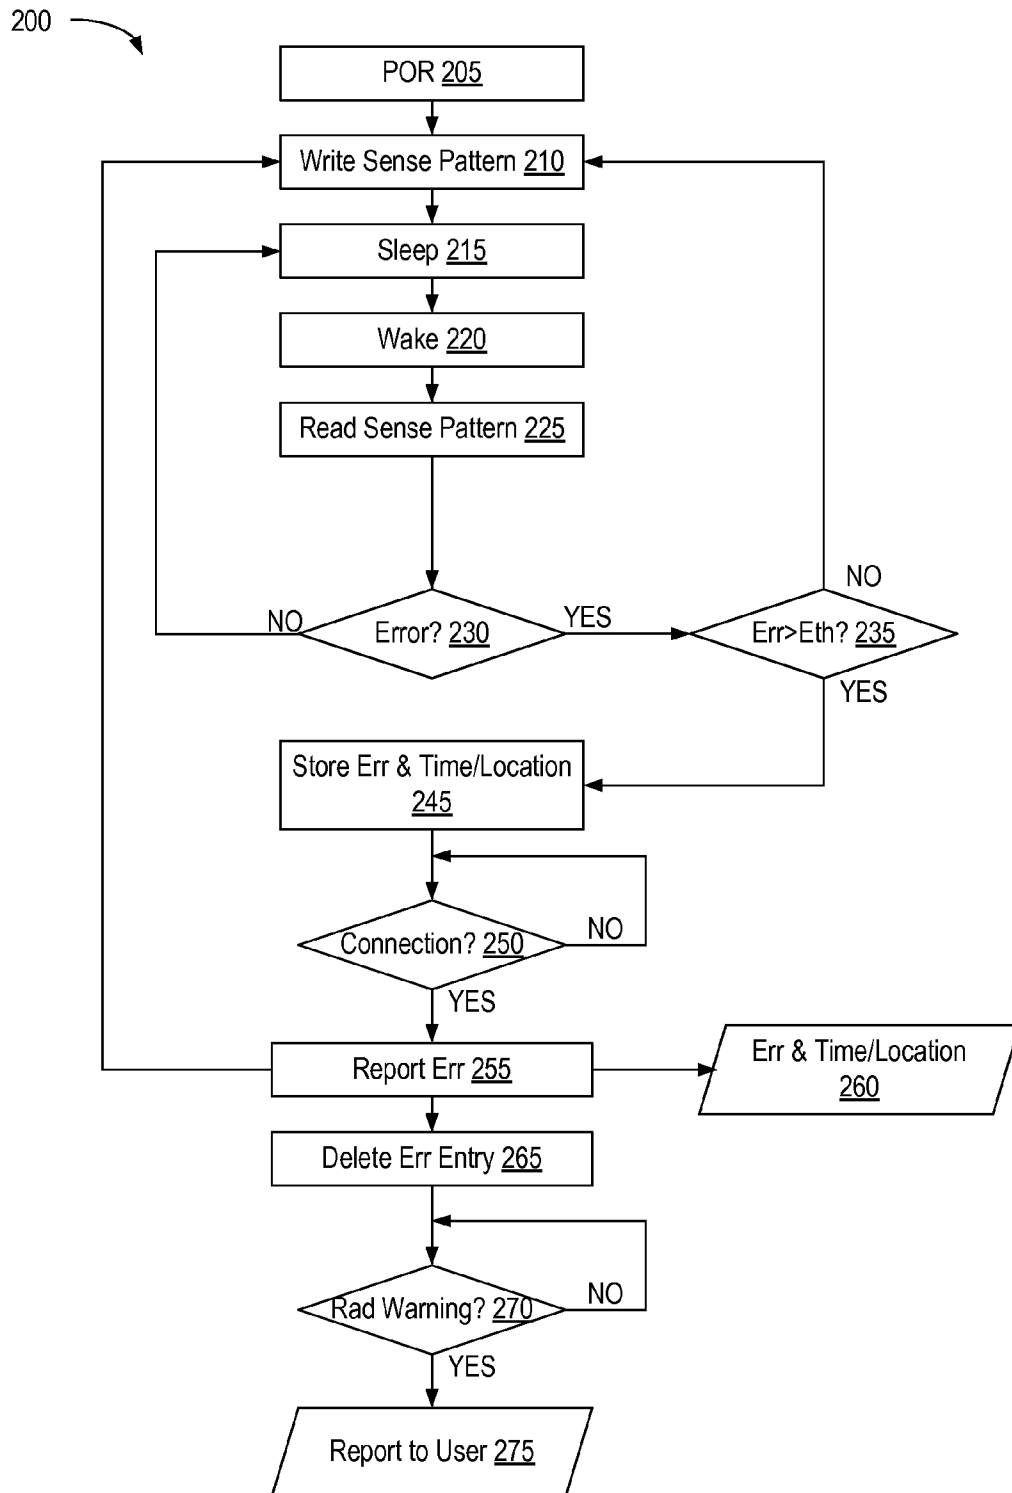 200
POR 205
Write Sense Pattern 210
Sleep 215
Wake 220
Read Sense Pattern 225
NO
Error? 230
YES
NO
Err>Eth? 235
YES
Store Err & Time/Location
245
Connection? 250
NO
YES
Report Err 255
Err & Time/Location
260
Delete Err Entry 265
Rad Warning? 270
NO
YES
Report to User 275